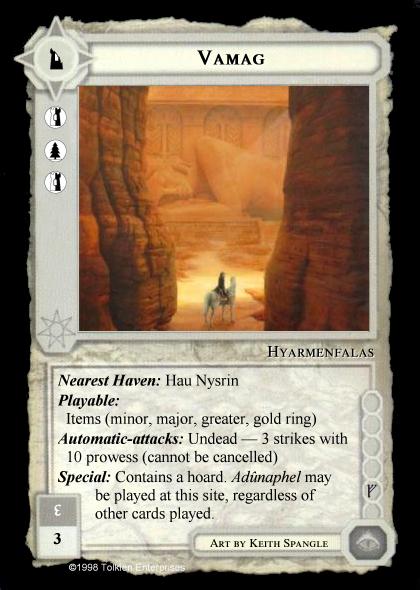 Vamag
Hyarmenfalas
Nearest Haven: Hau Nysrin
Playable:
Items (minor, major, greater, gold ring)
Automatic-attacks: Undead — 3 strikes with
10 prowess (cannot be cancelled)
Special: Contains a hoard. Adûnaphel may
be played at this site, regardless of
other cards played.
ε
3
Art by Keith Spangle
©1998 Tolkien Enterprises